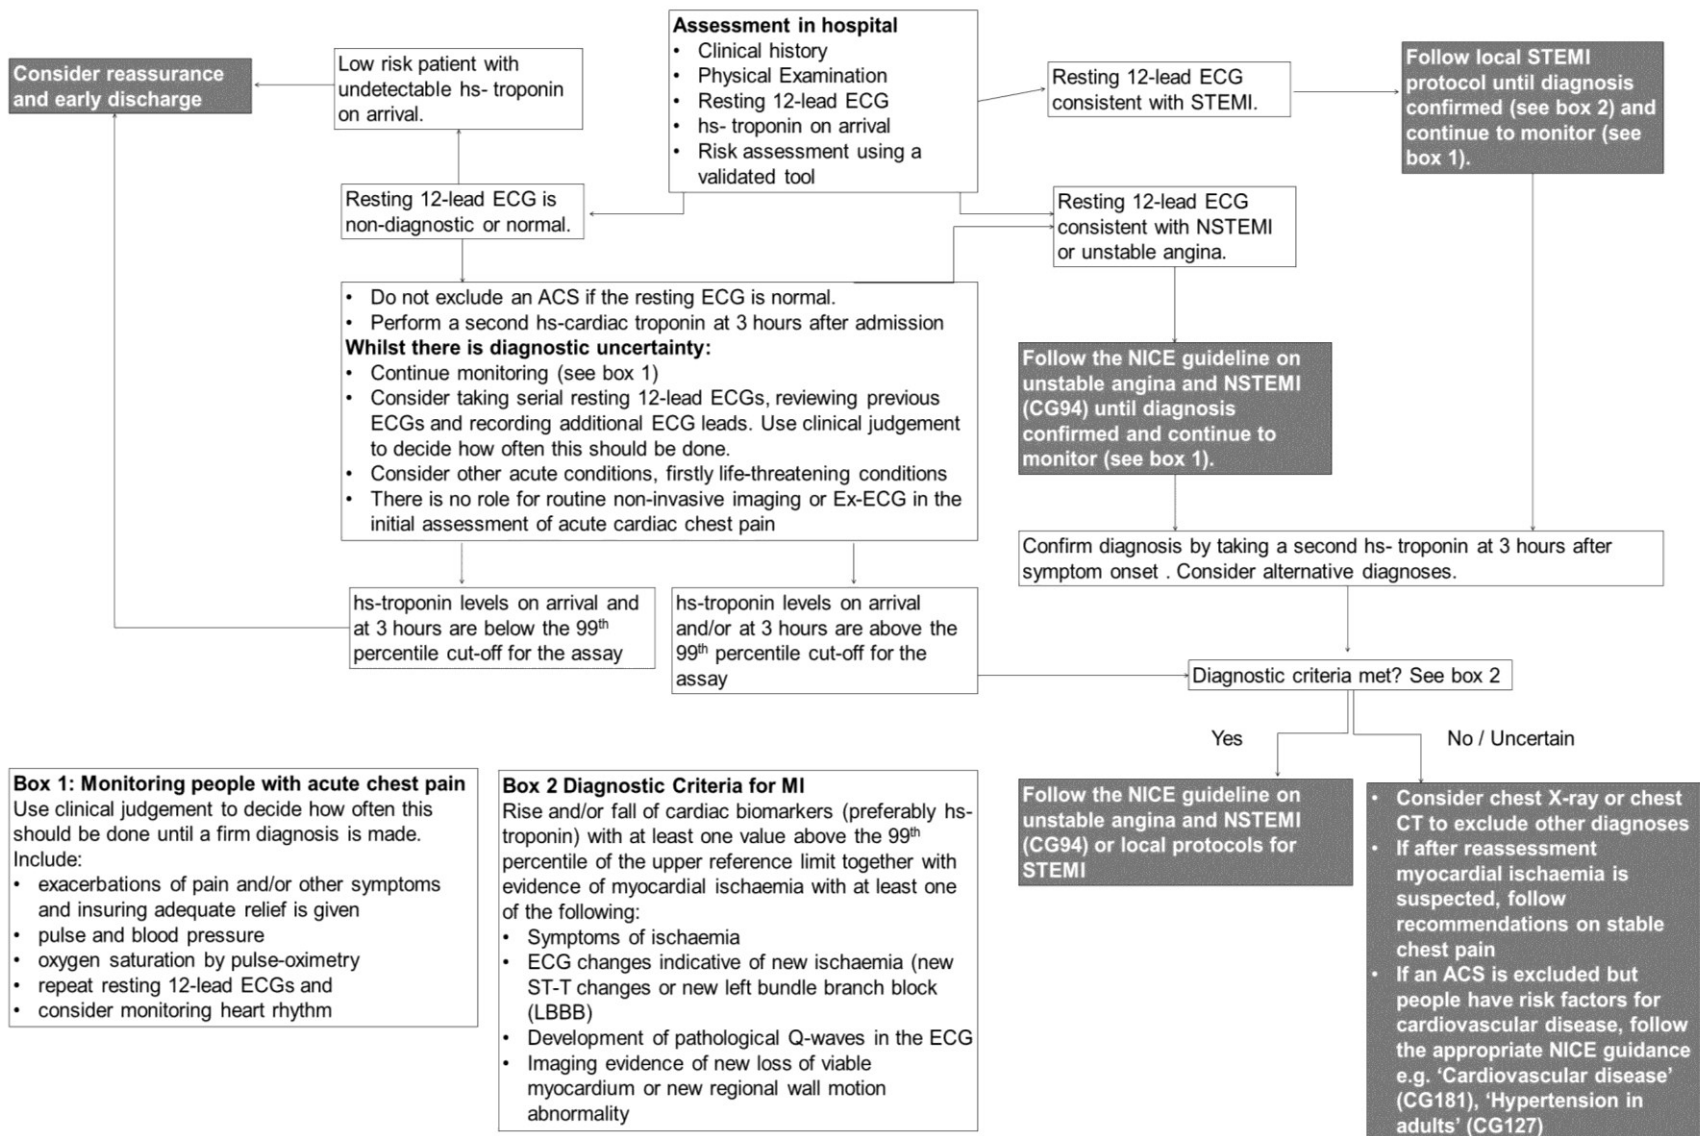 Assessment in hospital
• Clinical history
• Physical Examination
• Resting 12-lead ECG
• hs- troponin on arrival
• Risk assessment using a
validated tool
Consider reassurance
and early discharge
Low risk patient with
undetectable hs- troponin
on arrival.
Resting 12-lead ECG
consistent with STEMI.
Follow local STEMI
protocol until diagnosis
confirmed (see box 2) and
continue to monitor (see
box 1).
Resting 12-lead ECG is
non-diagnostic or normal.
Resting 12-lead ECG
consistent with NSTEMI
or unstable angina.
• Do not exclude an ACS if the resting ECG is normal.
• Perform a second hs-cardiac troponin at 3 hours after admission
Whilst there is diagnostic uncertainty:
• Continue monitoring (see box 1)
• Consider taking serial resting 12-lead ECGs, reviewing previous
ECGs and recording additional ECG leads. Use clinical judgement
to decide how often this should be done.
• Consider other acute conditions, firstly life-threatening conditions
• There is no role for routine non-invasive imaging or Ex-ECG in the
initial assessment of acute cardiac chest pain
Follow the NICE guideline on
unstable angina and NSTEMI
(CG94) until diagnosis
confirmed and continue to
monitor (see box 1).
Confirm diagnosis by taking a second hs- troponin at 3 hours after
symptom onset . Consider alternative diagnoses.
hs-troponin levels on arrival and
at 3 hours are below the 99th
percentile cut-off for the assay
hs-troponin levels on arrival
and/or at 3 hours are above the
99th percentile cut-off for the
assay
Diagnostic criteria met? See box 2
Yes
No / Uncertain
Box 1: Monitoring people with acute chest pain
Use clinical judgement to decide how often this
should be done until a firm diagnosis is made.
Include:
• exacerbations of pain and/or other symptoms
and insuring adequate relief is given
• pulse and blood pressure
• oxygen saturation by pulse-oximetry
• repeat resting 12-lead ECGs and
• consider monitoring heart rhythm
Box 2 Diagnostic Criteria for MI
Rise and/or fall of cardiac biomarkers (preferably hs-
troponin) with at least one value above the 99th
percentile of the upper reference limit together with
evidence of myocardial ischaemia with at least one
of the following:
• Symptoms of ischaemia
• ECG changes indicative of new ischaemia (new
ST-T changes or new left bundle branch block
(LBBB)
• Development of pathological Q-waves in the ECG
• Imaging evidence of new loss of viable
myocardium or new regional wall motion
abnormality
Follow the NICE guideline on
unstable angina and NSTEMI
(CG94) or local protocols for
STEMI
• Consider chest X-ray or chest
CT to exclude other diagnoses
• If after reassessment
myocardial ischaemia is
suspected, follow
recommendations on stable
chest pain
• If an ACS is excluded but
people have risk factors for
cardiovascular disease, follow
the appropriate NICE guidance
e.g. ‘Cardiovascular disease’
(CG181), ‘Hypertension in
adults’ (CG127)